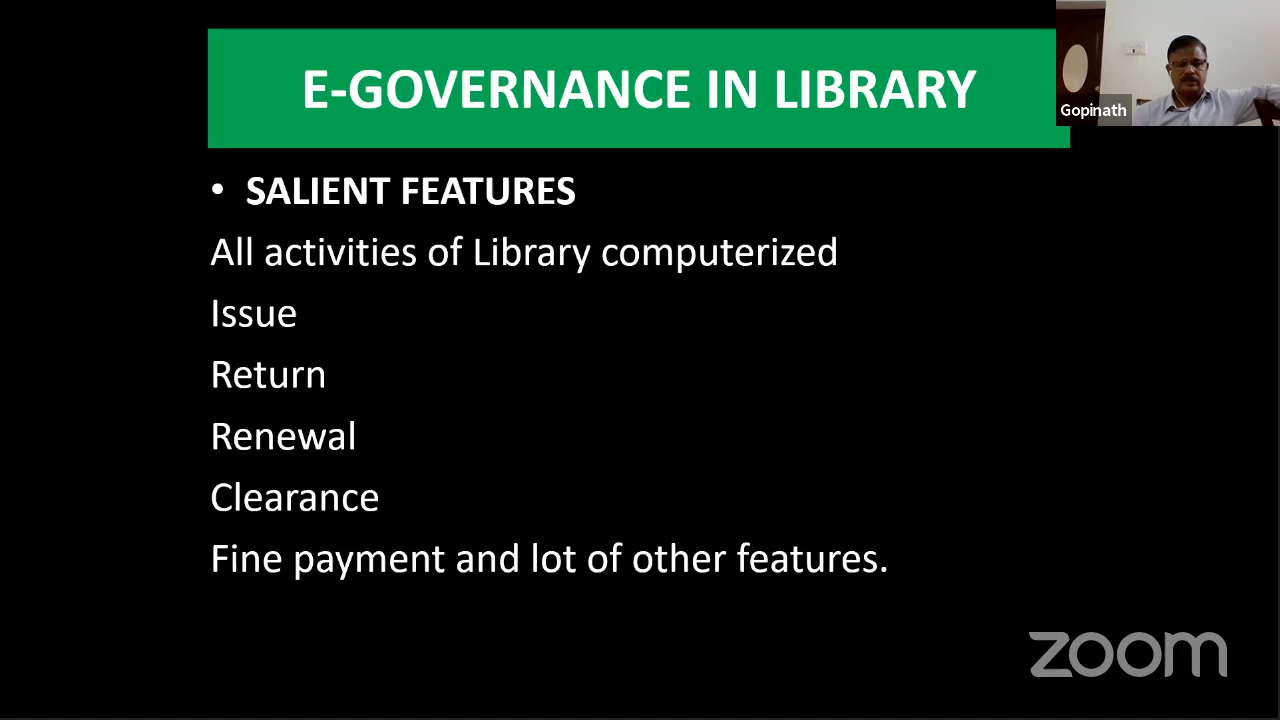 E-GOVERNANCE IN LIBRARY
Gopinath
• SALIENT FEATURES
All activities of Library computerized
Issue
Return
Renewal
Clearance
Fine payment and lot of other features.
zoom